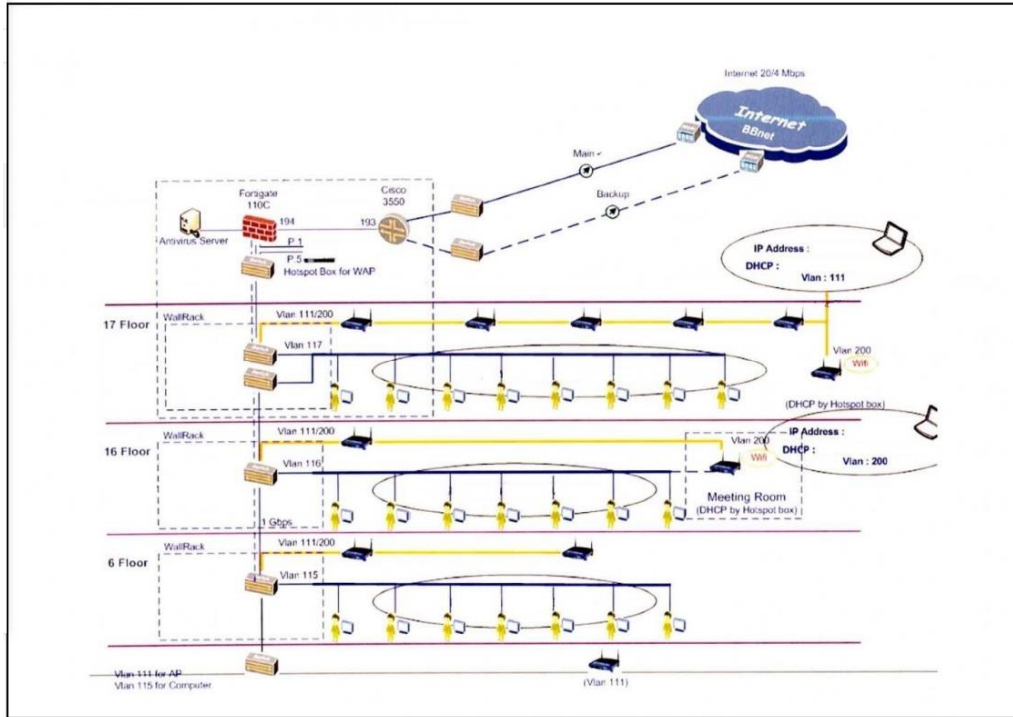 Internet 20/4 Mbps
Internet
BBnet
Main
Backup
Cisco
3550
Fortigate
110C
194
193
Antivirus Server
P.1
P.5
Hotspot Box for WAP
IP Address :
DHCP :
Vlan : 111
17 Floor
WallRack
Vlan 111/200
Vlan 117
Vlan 200
Wifi
(DHCP by Hotspot box)
16 Floor
WallRack
Vlan 111/200
Vlan 116
Vlan 200
Wifi
IP Address :
DHCP :
Vlan : 200
Meeting Room
(DHCP by Hotspot box)
1 Gbps
6 Floor
WallRack
Vlan 111/200
Vlan 115
Vlan 111 for AP
Vlan 115 for Computer
(Vlan 111)